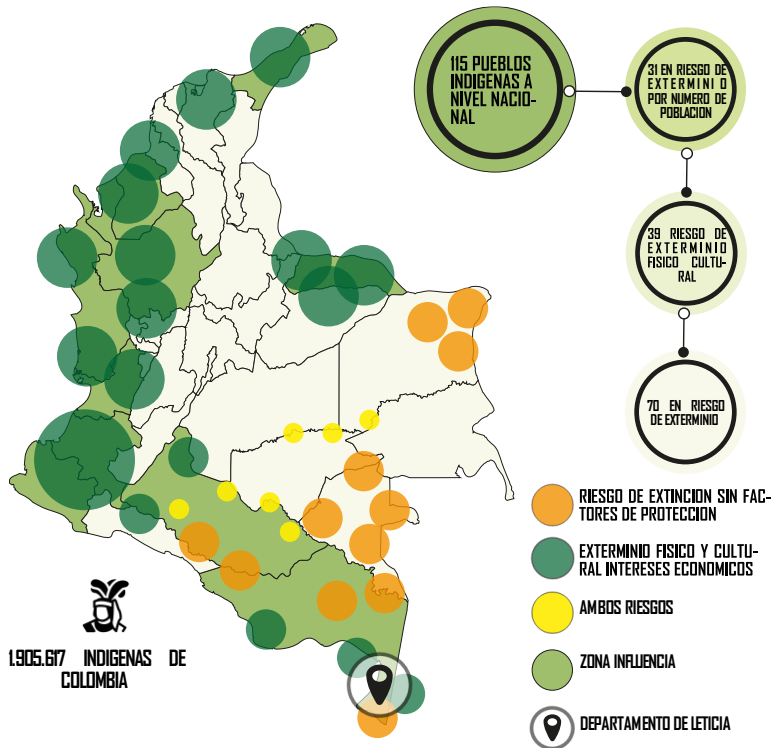 115 PUEBLOS
INDIGENAS A
NIVEL NACIO-
NAL
31 EN RIESGO DE
EXTERMINIO
POR NUMERO DE
POBLACION
39 RIESGO DE
EXTERMINIO
FISICO CULTU-
RAL
70 EN RIESGO
DE EXTERMINIO
RIESGO DE EXTINCION SIN FAC-
TORES DE PROTECCION
EXTERMINIO FISICO Y CULTU-
RAL INTERESES ECONOMICOS
AMBOS RIESGOS
ZONA INFLUENCIA
DEPARTAMENTO DE LETICIA
1.905.617 INDIGENAS DE
COLOMBIA